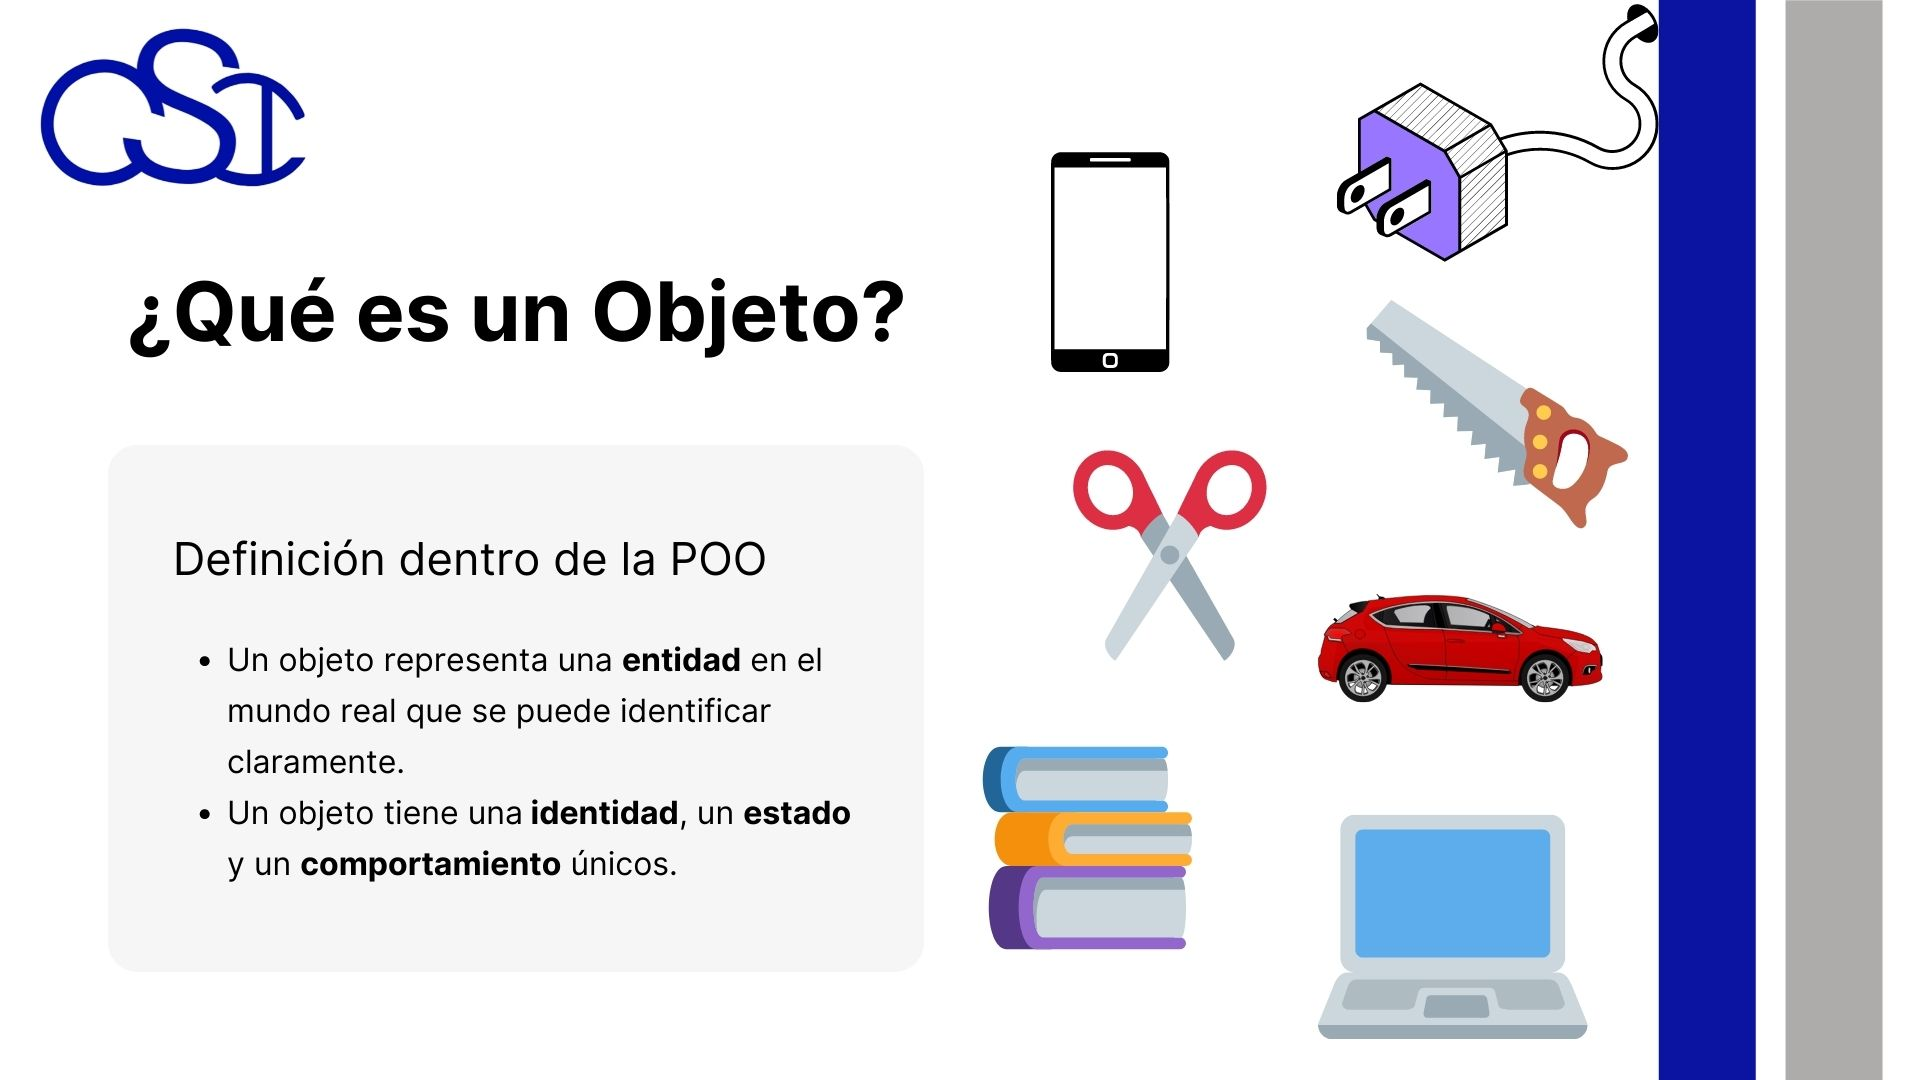 CSI
¿Qué es un Objeto?
Definición dentro de la POO
• Un objeto representa una entidad en el
mundo real que se puede identificar
claramente.
• Un objeto tiene una identidad, un estado
y un comportamiento únicos.